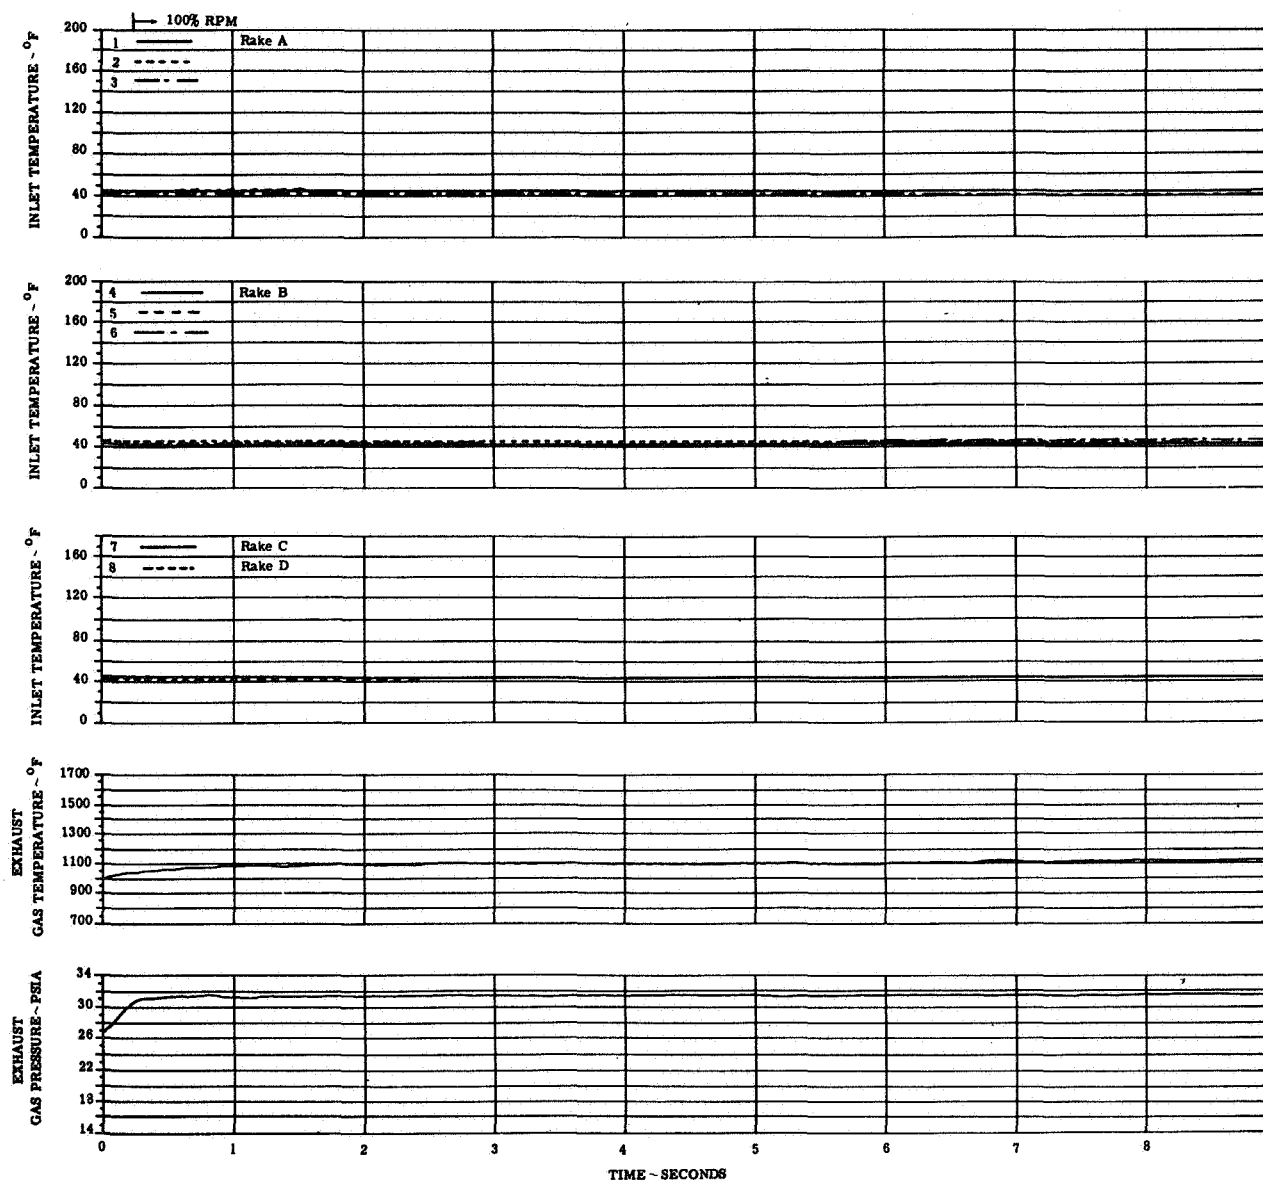 100% RPM
INLET TEMPERATURE ~ °F
200
160
120
80
40
0
1 Rake A
2
3
INLET TEMPERATURE ~ °F
200
160
120
80
40
0
4 Rake B
5
6
INLET TEMPERATURE ~ °F
160
120
80
40
0
7 Rake C
8 Rake D
EXHAUST
GAS TEMPERATURE ~ °F
1700
1500
1300
1100
900
700
EXHAUST
GAS PRESSURE ~ PSIA
34
30
26
22
18
14
0 1 2 3 4 5 6 7 8
TIME ~ SECONDS